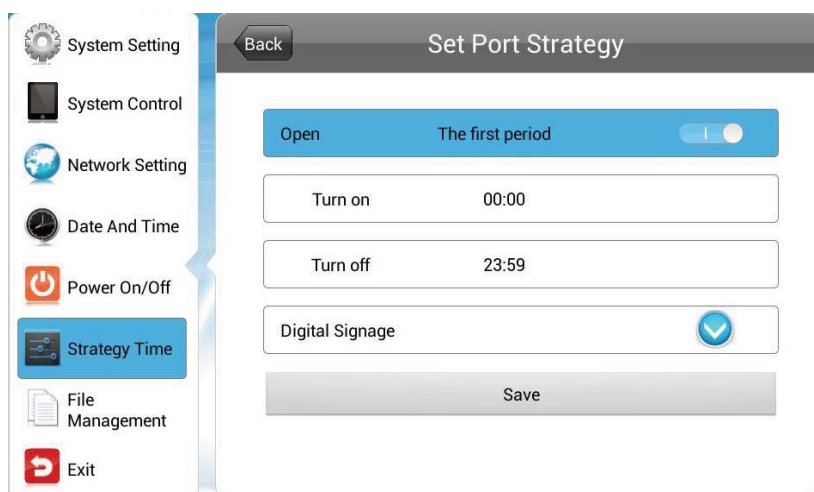 System Setting
System Control
Network Setting
Date And Time
Power On/Off
Strategy Time
File
Management
Exit
Back
Set Port Strategy
Open The first period
Turn on 00:00
Turn off 23:59
Digital Signage
Save